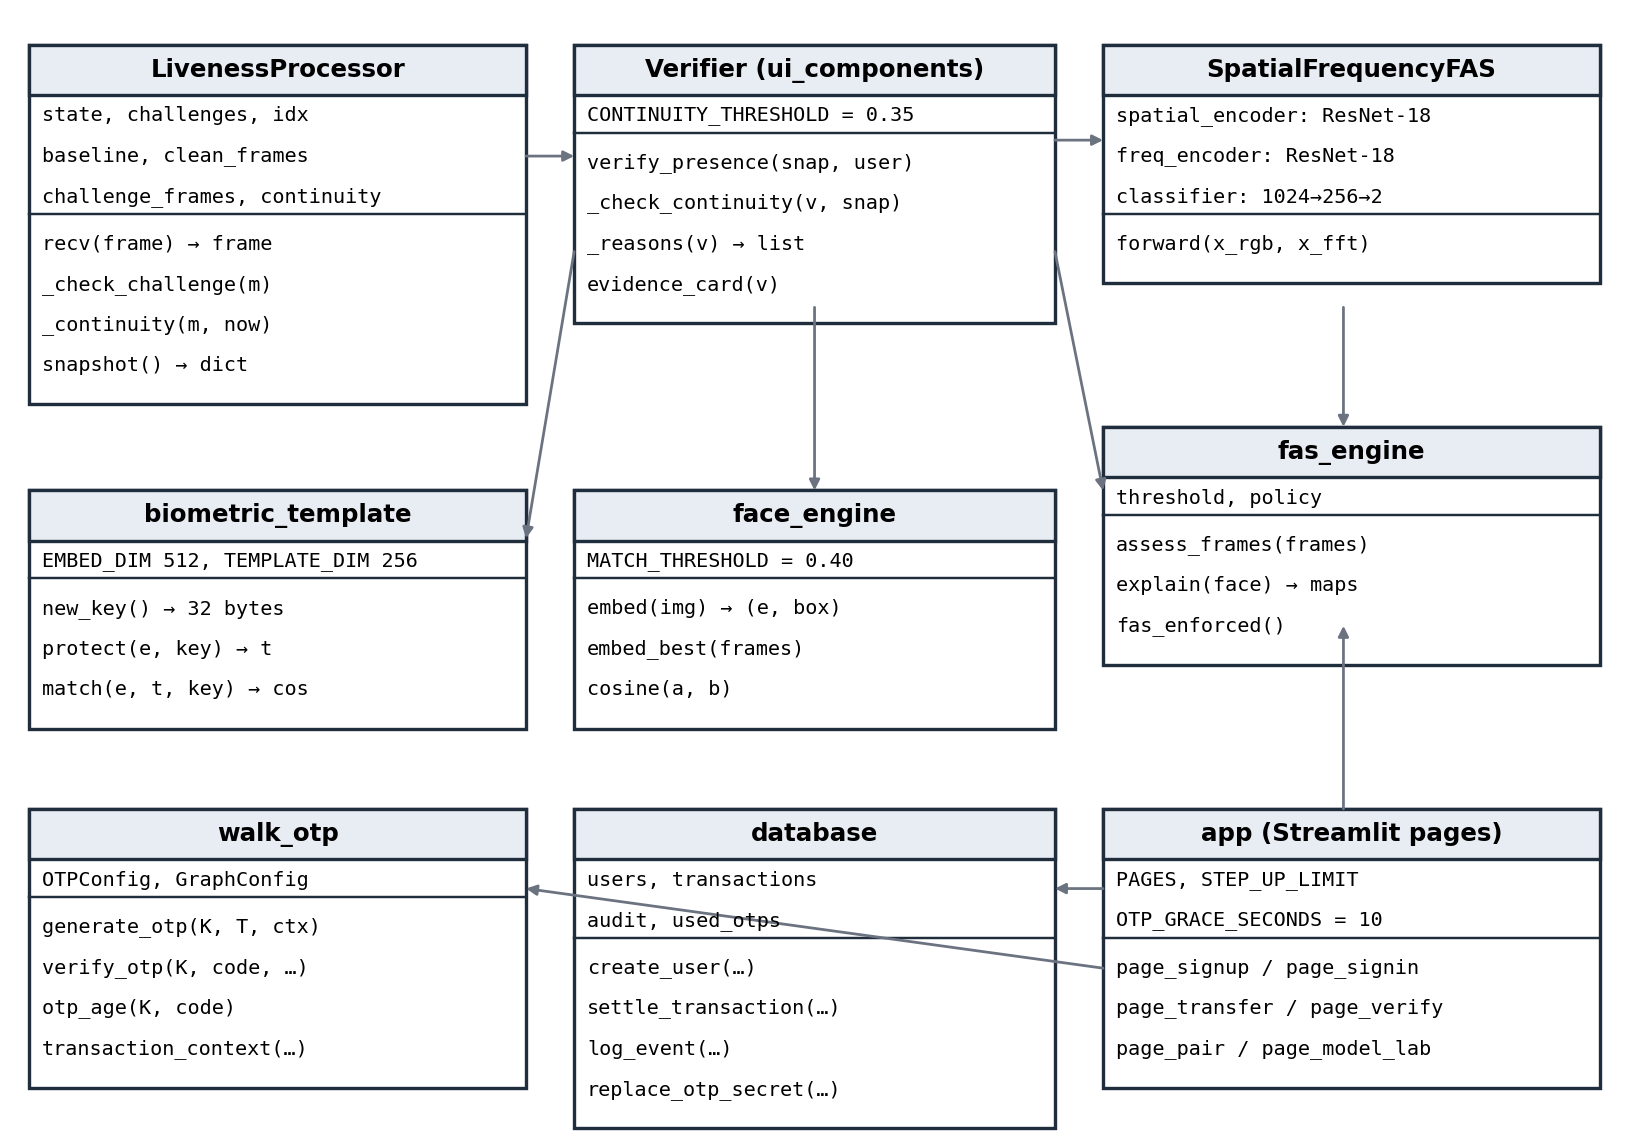 LivenessProcessor
state, challenges, idx
baseline, clean_frames
challenge_frames, continuity
recv(frame) → frame
_check_challenge(m)
_continuity(m, now)
snapshot() → dict
Verifier (ui_components)
CONTINUITY_THRESHOLD = 0.35
verify_presence(snap, user)
_check_continuity(v, snap)
_reasons(v) → list
evidence_card(v)
SpatialFrequencyFAS
spatial_encoder: ResNet-18
freq_encoder: ResNet-18
classifier: 1024→256→2
forward(x_rgb, x_fft)
biometric_template
EMBED_DIM 512, TEMPLATE_DIM 256
new_key() → 32 bytes
protect(e, key) → t
match(e, t, key) → cos
face_engine
MATCH_THRESHOLD = 0.40
embed(img) → (e, box)
embed_best(frames)
cosine(a, b)
fas_engine
threshold, policy
assess_frames(frames)
explain(face) → maps
fas_enforced()
walk_otp
OTPConfig, GraphConfig
generate_otp(K, T, ctx)
verify_otp(K, code, …)
otp_age(K, code)
transaction_context(…)
database
users, transactions
audit, used_otps
create_user(…)
settle_transaction(…)
log_event(…)
replace_otp_secret(…)
app (Streamlit pages)
PAGES, STEP_UP_LIMIT
OTP_GRACE_SECONDS = 10
page_signup / page_signin
page_transfer / page_verify
page_pair / page_model_lab